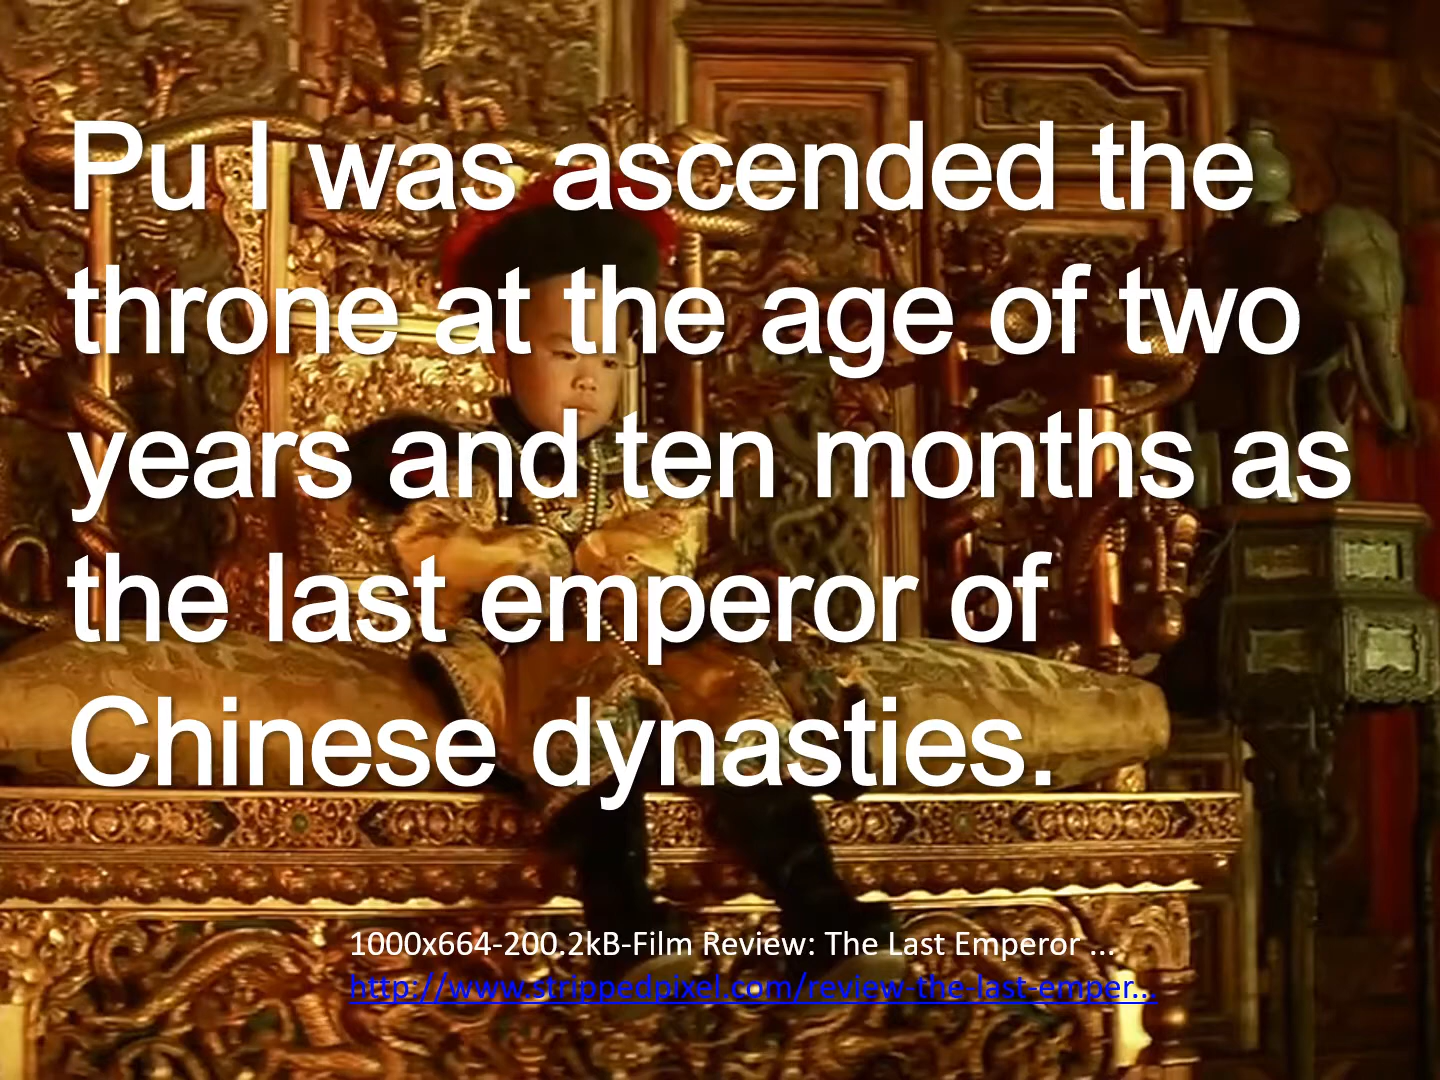 Pu I was ascended the
throne at the age of two
years and ten months as
the last emperor of
Chinese dynasties.
1000x664-200.2kB-Film Review: The Last Emperor ...
http://www.strippedpixel.com/review-the-last-emper...